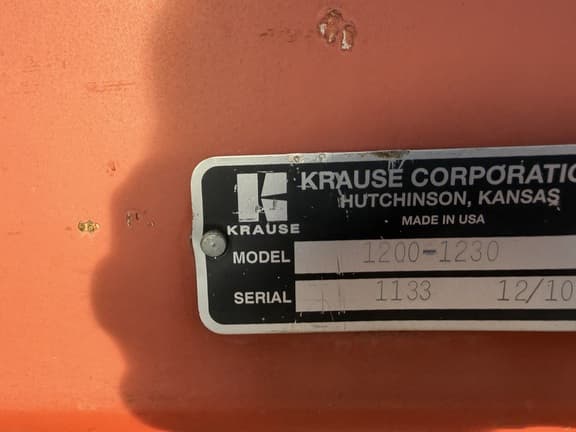 KRAUSE CORPORATIO
HUTCHINSON, KANSAS
MADE IN USA
K
KRAUSE
MODEL 1200-1230
SERIAL 1133 12/10